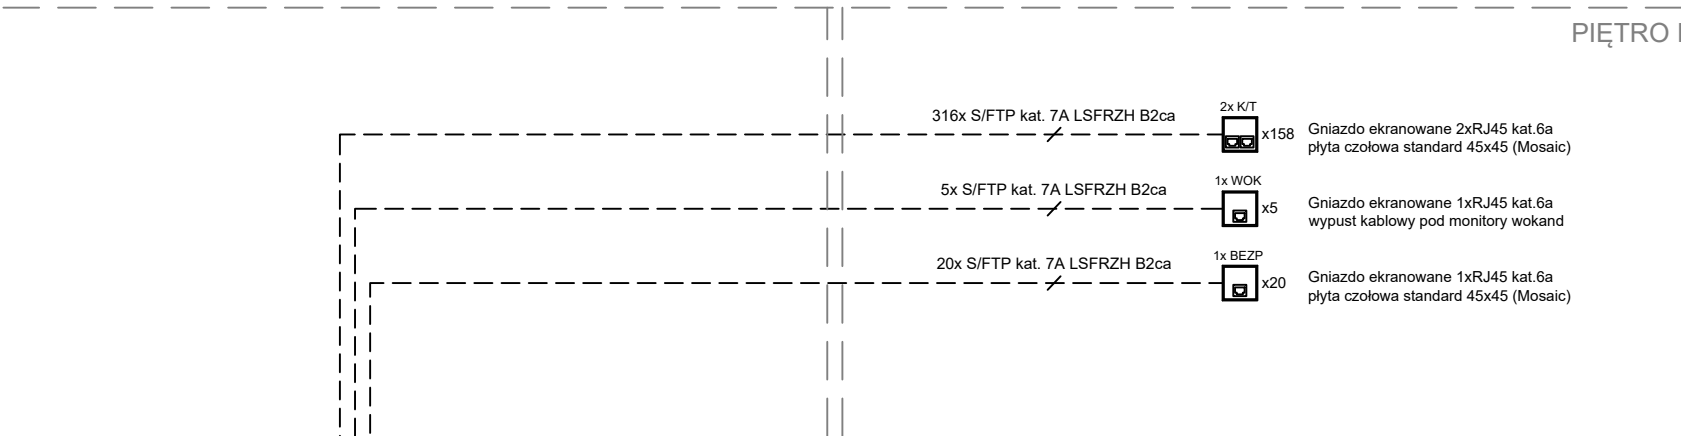 PIĘTRO
316x S/FTP kat. 7A LSFRZH B2ca
2x K/T
x158
Gniazdo ekranowane 2xRJ45 kat.6a
płyta czołowa standard 45x45 (Mosaic)
5x S/FTP kat. 7A LSFRZH B2ca
1x WOK
x5
Gniazdo ekranowane 1xRJ45 kat.6a
wypust kablowy pod monitory wokand
20x S/FTP kat. 7A LSFRZH B2ca
1x BEZP
x20
Gniazdo ekranowane 1xRJ45 kat.6a
płyta czołowa standard 45x45 (Mosaic)